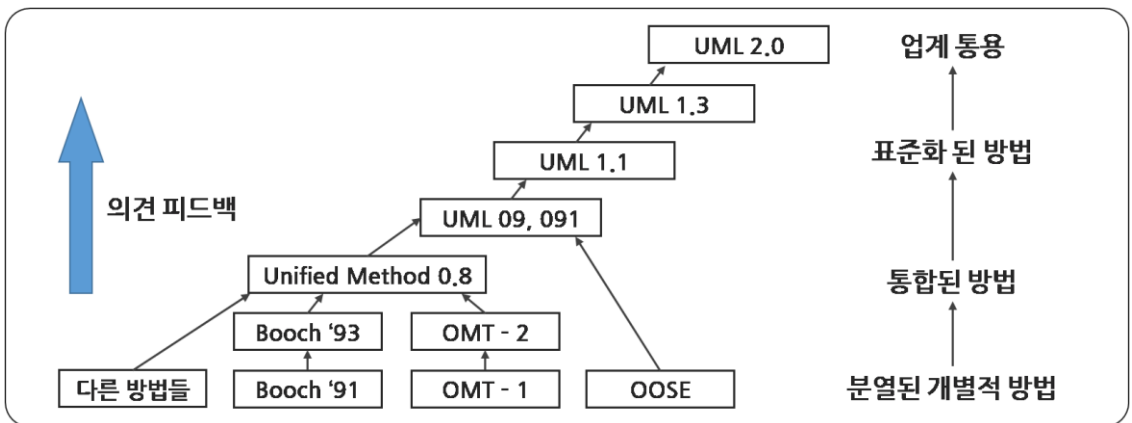 UML 2.0
업계 통용
UML 1.3
표준화 된 방법
UML 1.1
의견 피드백
UML 09, 091
Unified Method 0.8
통합된 방법
Booch ‘93
OMT - 2
다른 방법들
Booch ‘91
OMT - 1
OOSE
분열된 개별적 방법